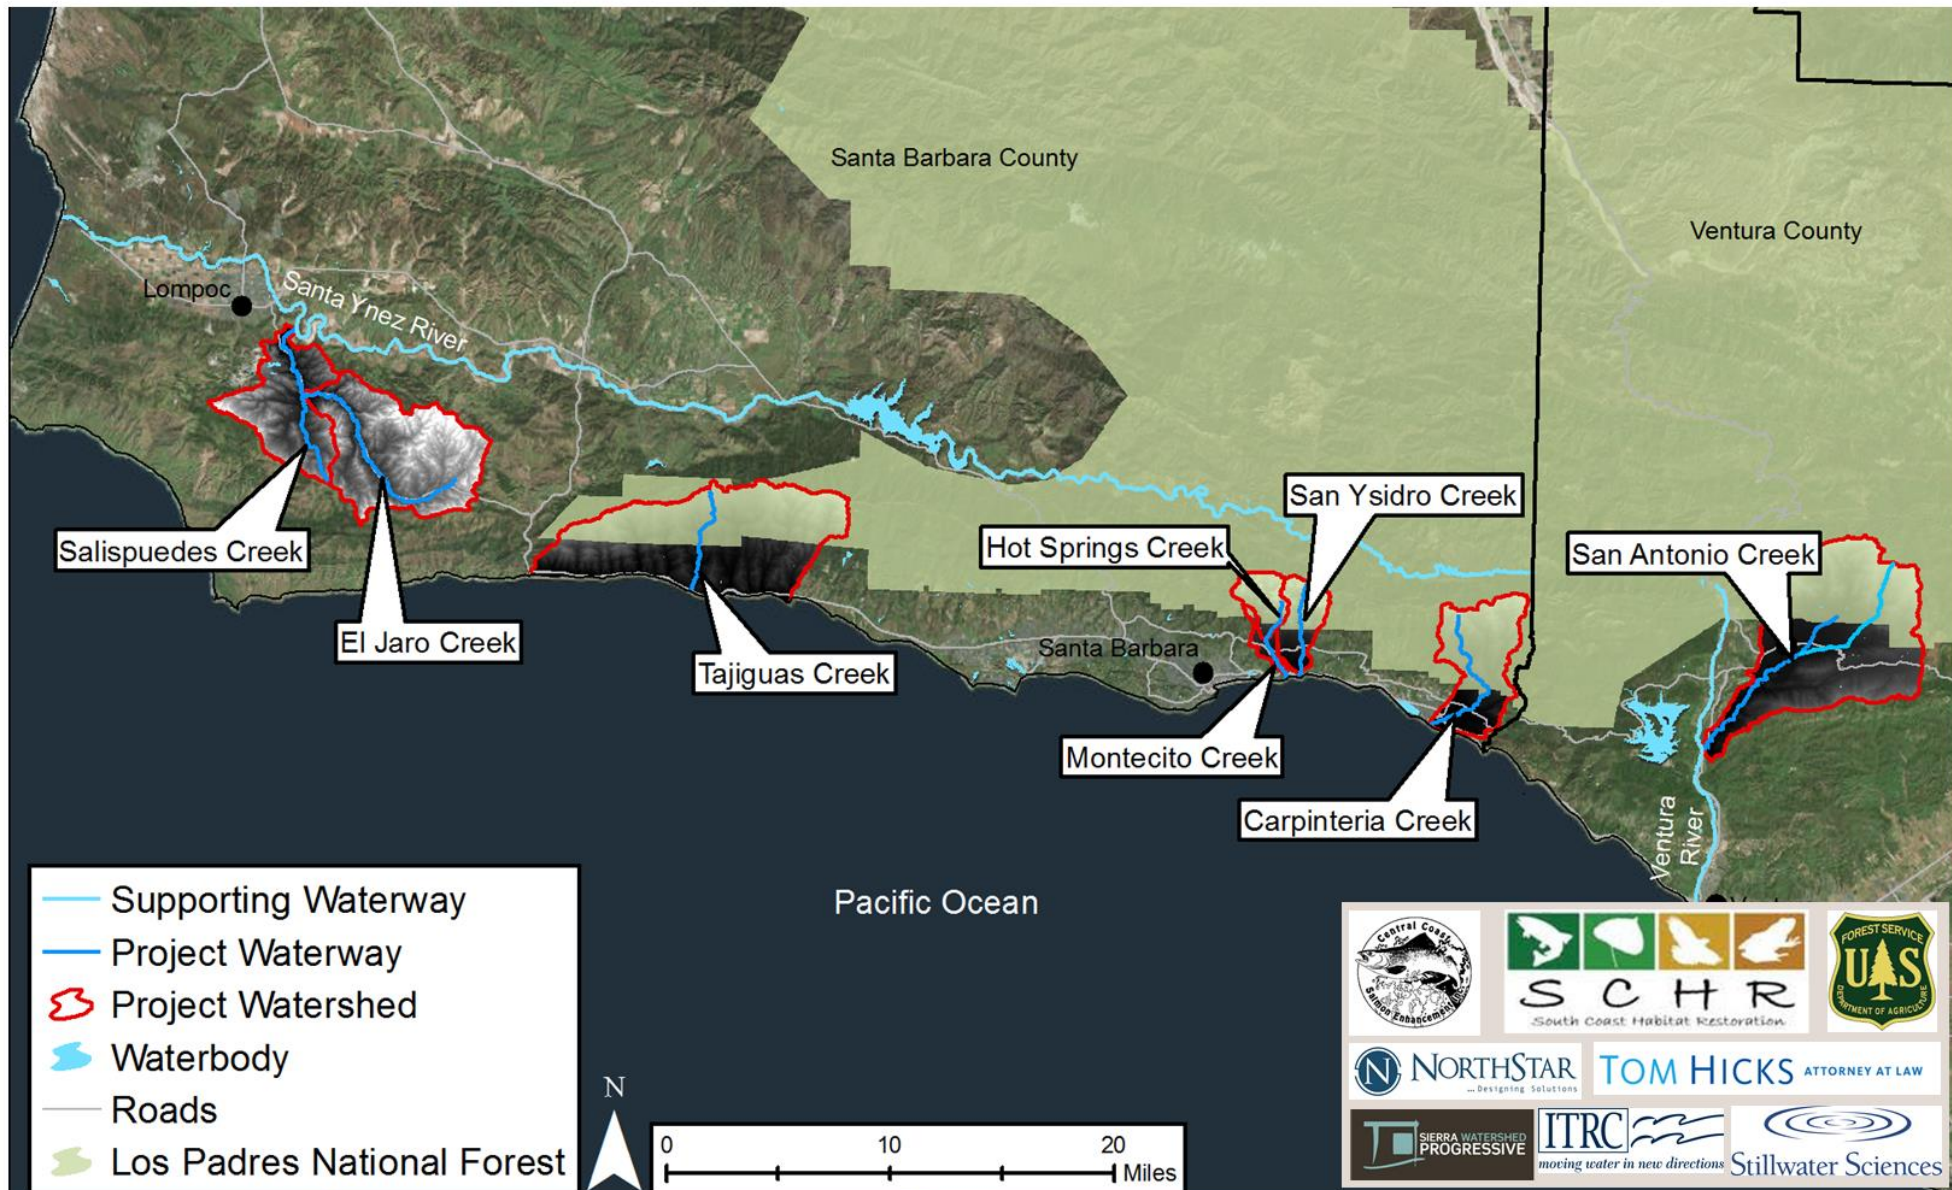 Santa Barbara County
Ventura County
Lompoc
Santa Ynez River
San Ysidro Creek
Hot Springs Creek
San Antonio Creek
Salispuedes Creek
El Jaro Creek
Tajiguas Creek
Santa Barbara
Montecito Creek
Carpinteria Creek
Ventura
River
Pacific Ocean
Supporting Waterway
Project Waterway
Project Watershed
Waterbody
Roads
Los Padres National Forest
N
0 10 20
Miles
Central Coast
Salmon Enhancement
SCHR
South Coast Habitat Restoration
FOREST SERVICE
UAS
DEPARTMENT OF AGRICULTURE
N NORTHSTAR
...Designing Solutions
TOM HICKS ATTORNEY AT LAW
SIERRA WATERSHED
PROGRESSIVE
ITRC
moving water in new directions
Stillwater Sciences